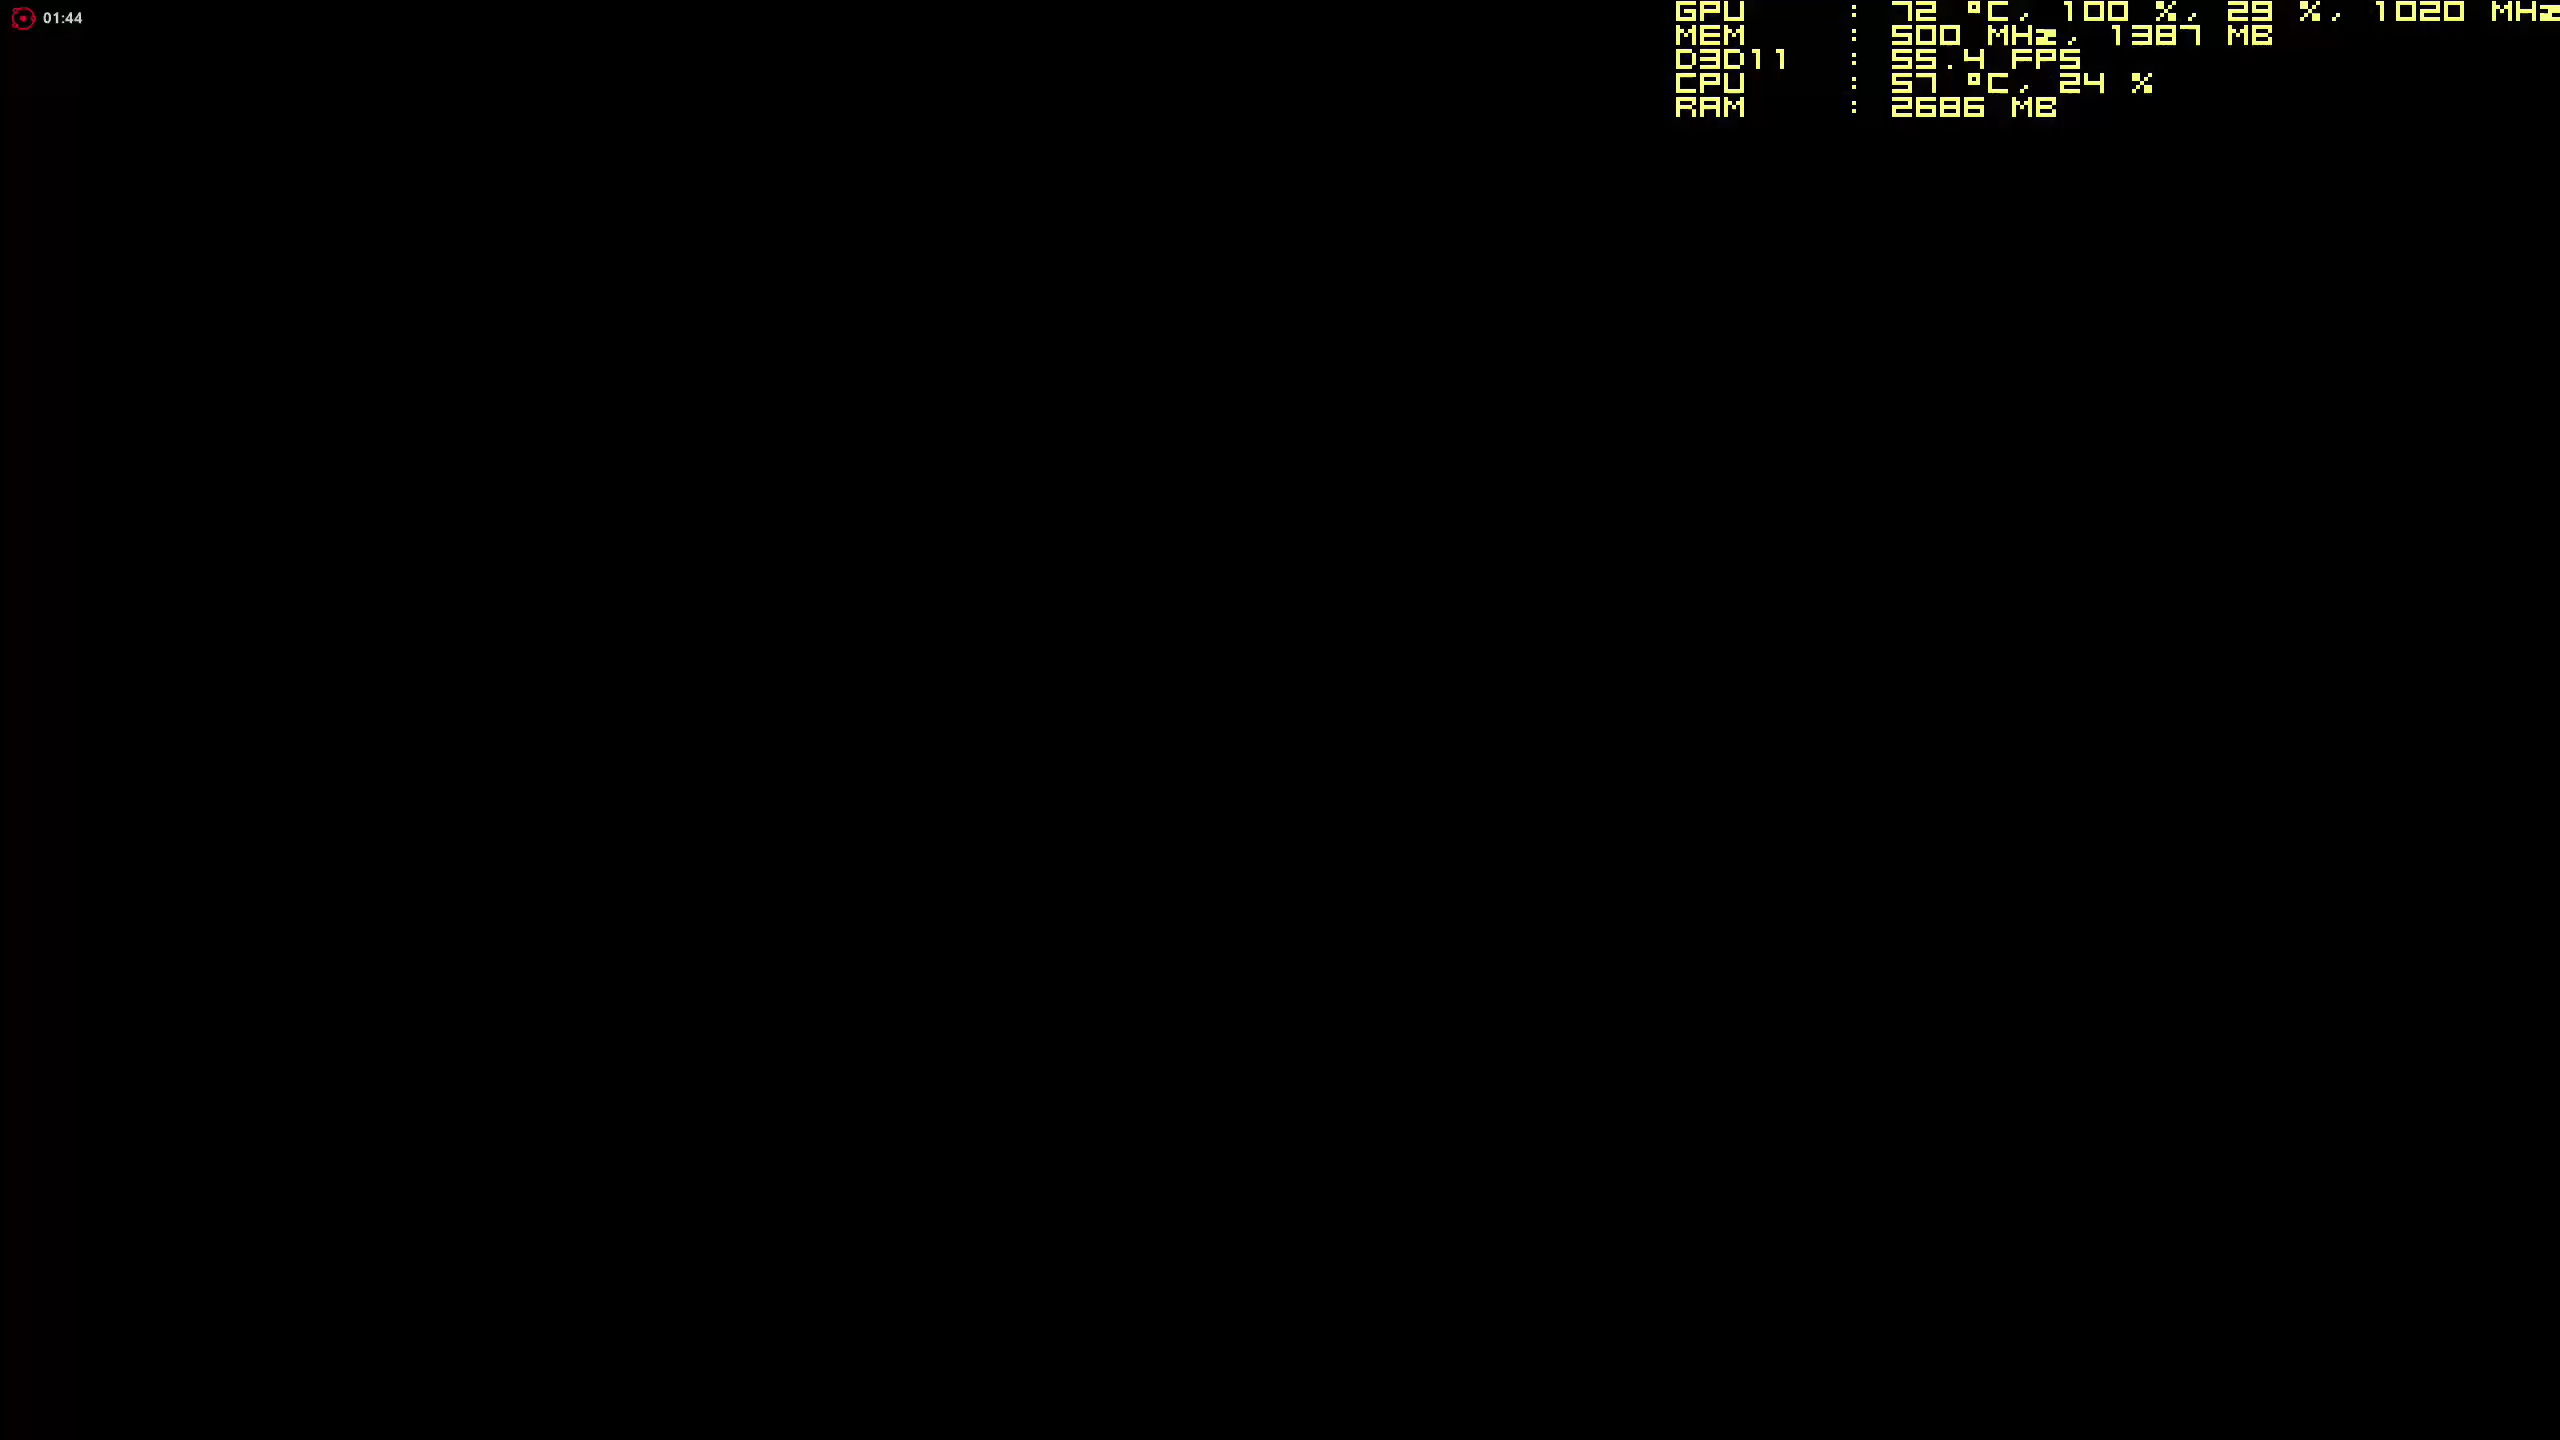 01:44
GPU : 72 °C, 100 %, 29 %, 1020 MHz
MEM : 500 MHz, 1387 MB
D3D11 : 55.4 FPS
CPU : 57 °C, 24 %
RAM : 2686 MB